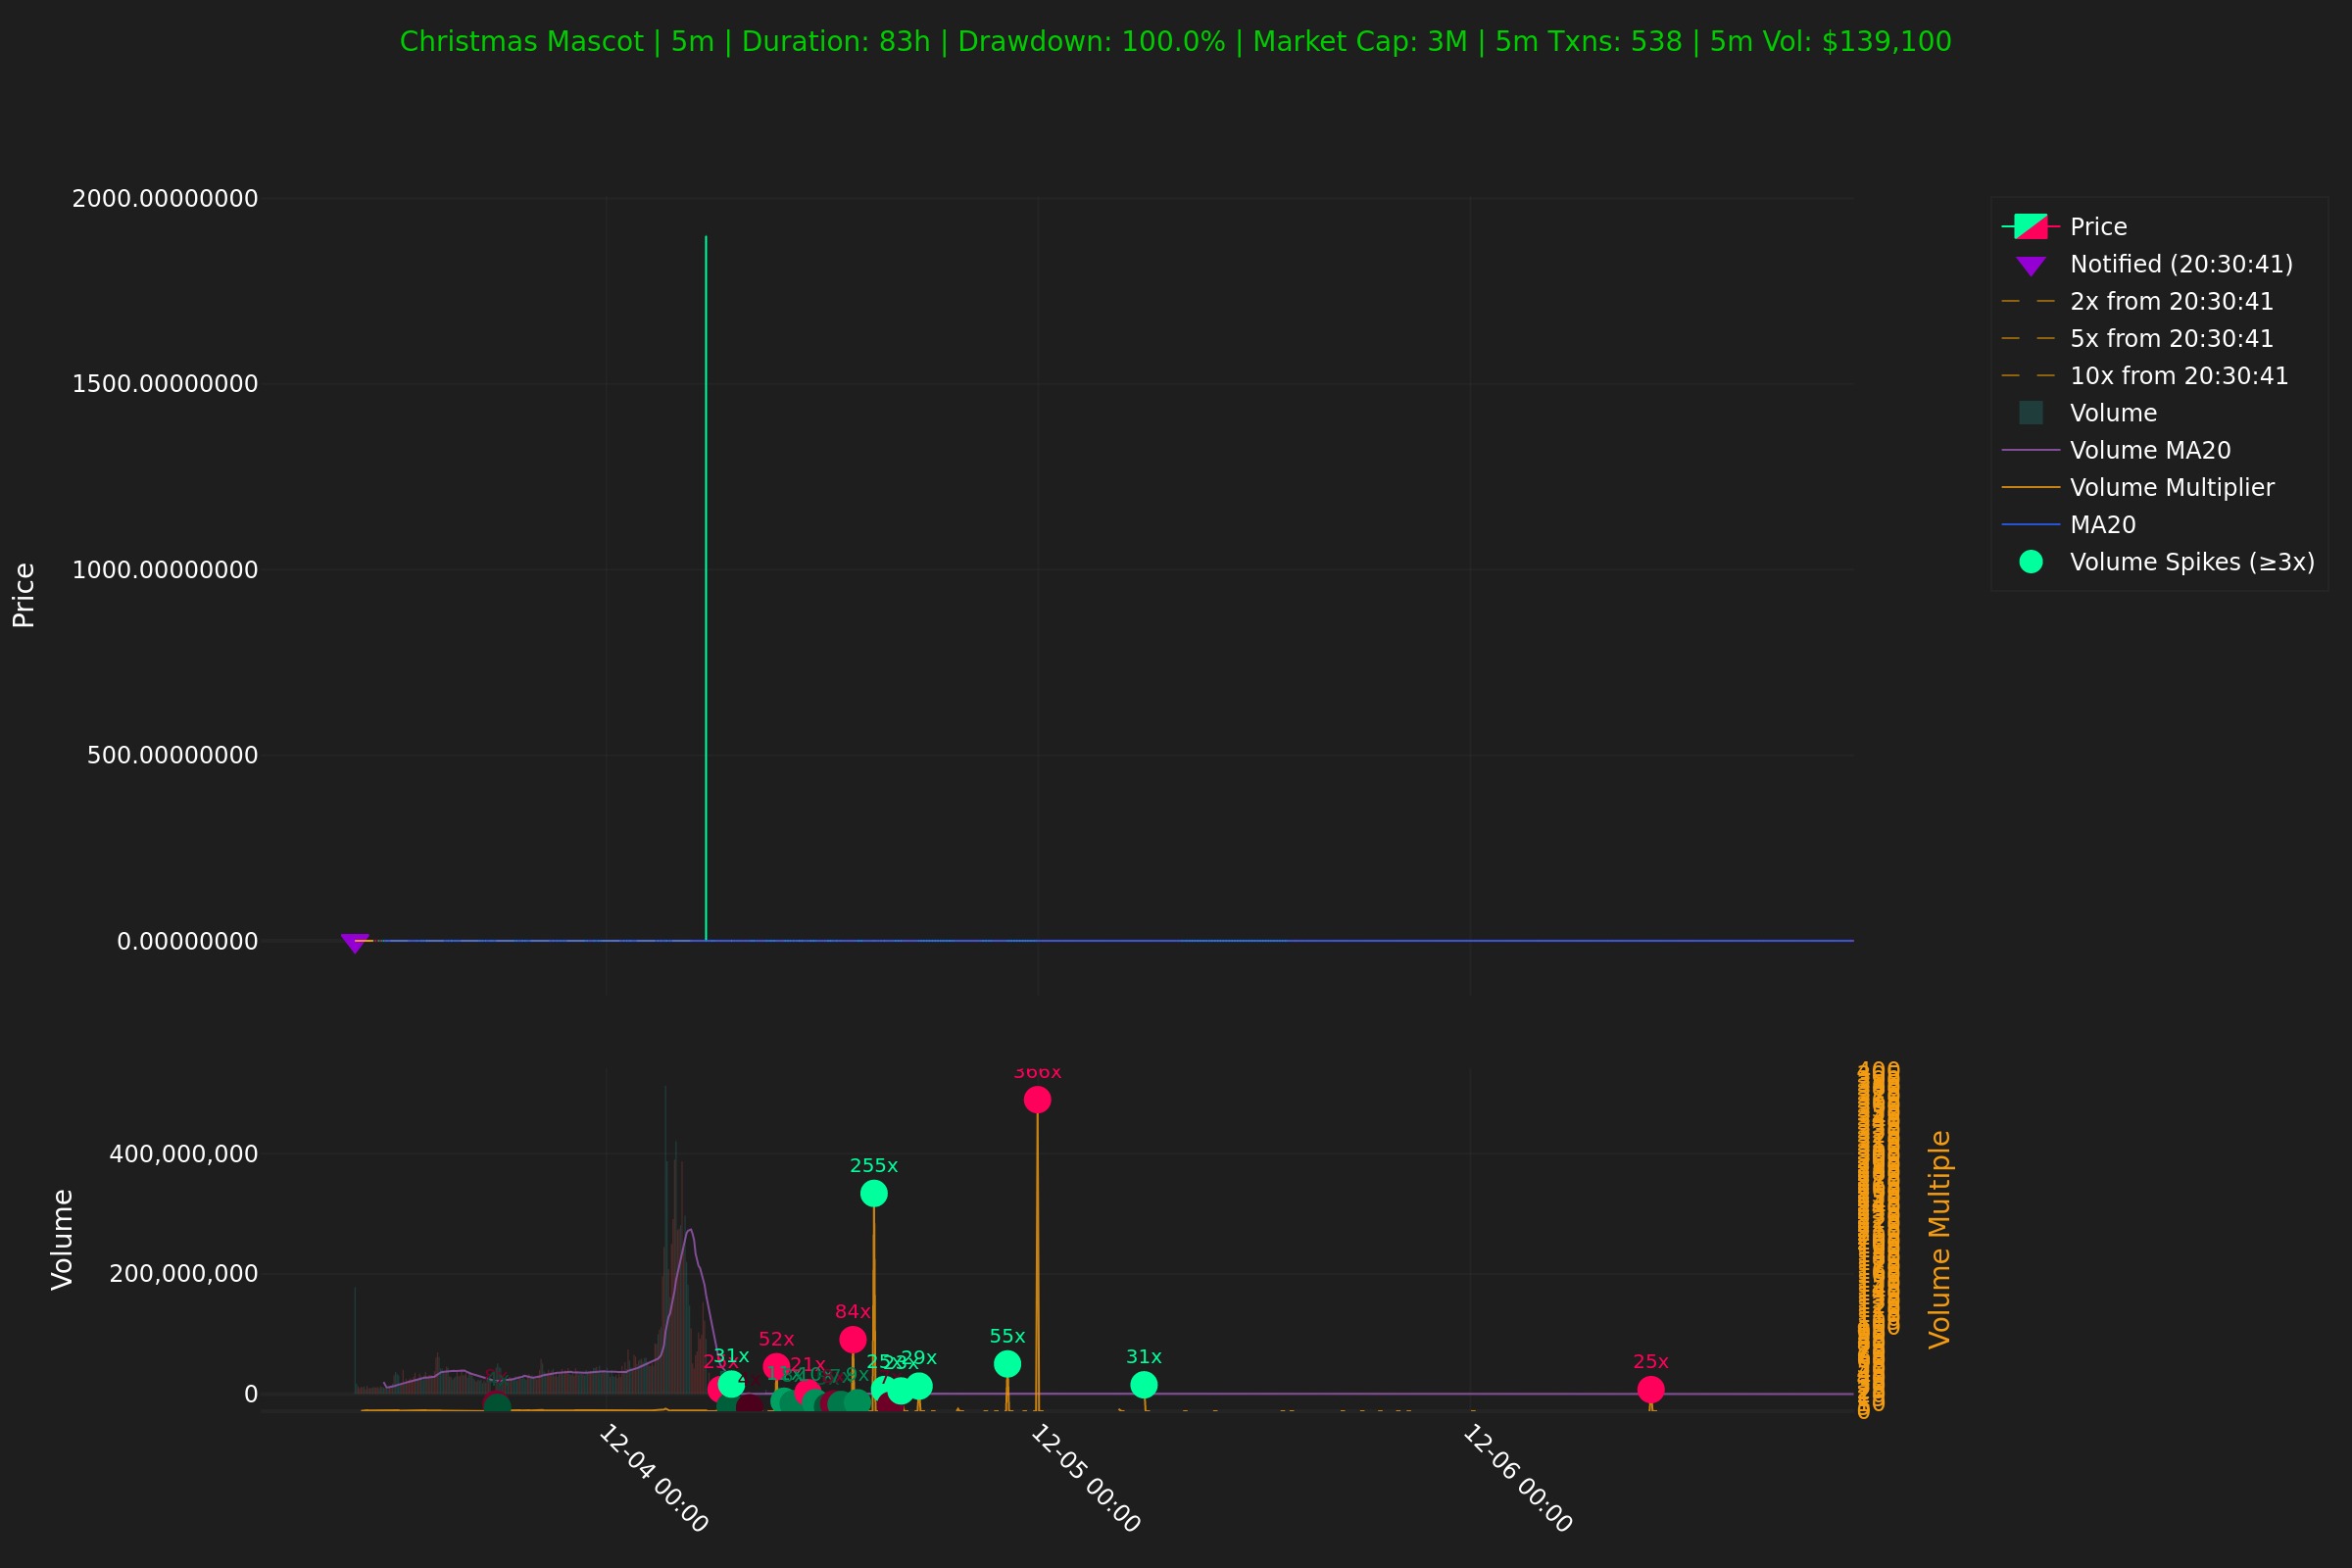 Christmas Mascot | 5m | Duration: 83h | Drawdown: 100.0% | Market Cap: 3M | 5m Txns: 538 | 5m Vol: $139,100
2000.00000000
1500.00000000
1000.00000000
500.00000000
0.00000000
Price
Price
Notified (20:30:41)
2x from 20:30:41
5x from 20:30:41
10x from 20:30:41
Volume
Volume MA20
Volume Multiplier
MA20
Volume Spikes (≥3x)
400,000,000
200,000,000
0
Volume
366x
255x
84x
52x
31x
21x
29x
55x
31x
25x
Volume Multiple
12-04 00:00
12-05 00:00
12-06 00:00